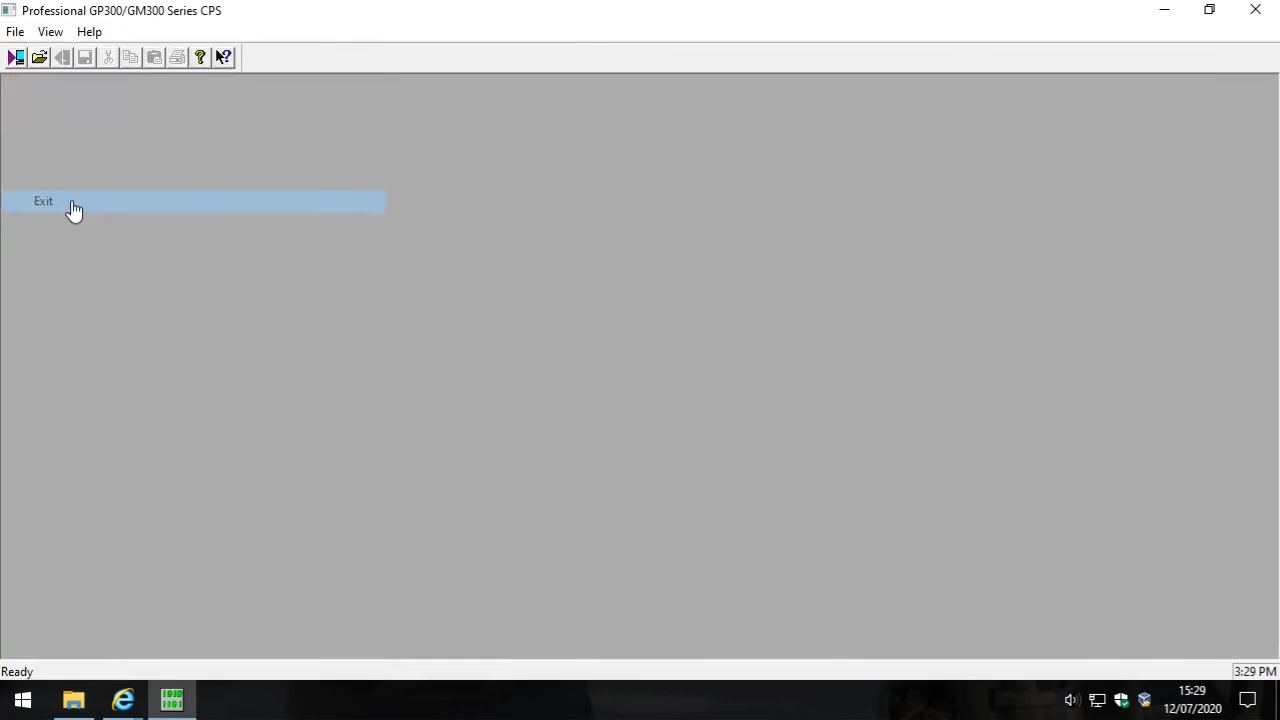 Professional GP300/GM300 Series CPS
File View Help
Exit
Ready
3:29 PM
15:29
12/07/2020